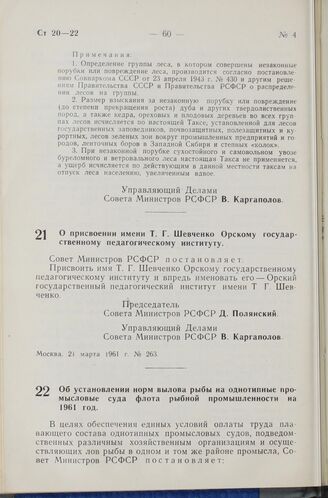 Ст 20—22 — 60 — № 4
Примечания:
1. Определение группы леса, в котором совершены незаконные
порубки или повреждение леса, производится согласно постановле-
нию Совнаркома СССР от 23 апреля 1943 г. № 430 и другим реше-
ниям Правительства СССР и Правительства РСФСР о распределе-
нии лесов на группы.
2. Размер взыскания за незаконную порубку или повреждение
(до степени прекращения роста) дуба и других твердолиственных
пород, а также кедра, ореховых и плодовых деревьев во всех груп-
пах лесов исчисляется по настоящей Таксе, установленной для лесов
государственных заповедников, почвозащитных, полезащитных и ку-
рортных, лесов зеленых зон вокруг промышленных предприятий и го-
родов, ленточных боров в Западной Сибири и степных «колок».
3. При незаконной порубке сухостойного и самовольном увозе
буреломного и ветровального леса настоящая Такса не применяется,
а ущерб исчисляется по действующим в данной местности таксам на
отпуск леса населению, увеличенным вдвое.
Управляющий Делами
Совета Министров РСФСР В. Каргаполов.
21 О присвоении имени Т. Г. Шевченко Орскому государ-
ственному педагогическому институту.
Совет Министров РСФСР постановляет:
Присвоить имя Т. Г. Шевченко Орскому государственному
педагогическому институту и впредь именовать его — Орский
государственный педагогический институт имени Т. Г. Шев-
ченко.
Председатель
Совета Министров РСФСР Д. Полянский.
Управляющий Делами
Совета Министров РСФСР В. Каргаполов.
Москва. 21 марта 1961 г. № 263.
22 Об установлении норм вылова рыбы на однотипные про-
мысловые суда флота рыбной промышленности на
1961 год.
В целях обеспечения единых условий оплаты труда пла-
вающего состава однотипных промысловых судов, подведом-
ственных различным хозяйственным организациям и осуще-
ствляющих лов рыбы в одном и том же районе промысла, Со-
вет Министров РСФСР постановляет: